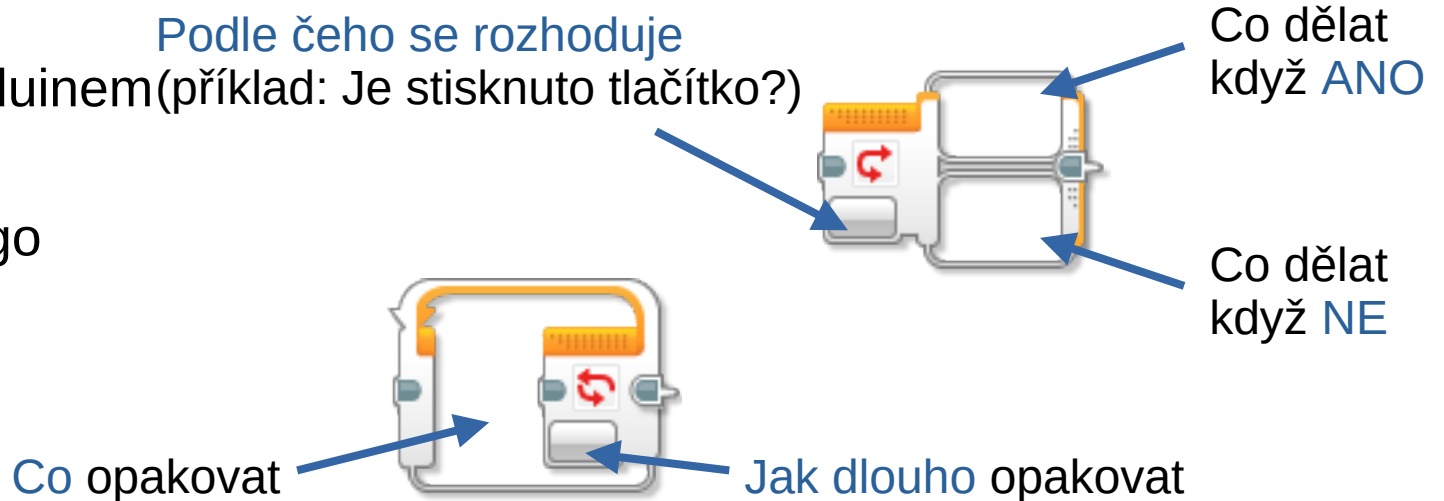 Podle čeho se rozhoduje
(příklad: Je stisknuto tlačítko?)
Co dělat
když ANO
Co dělat
když NE
Co opakovat
Jak dlouho opakovat